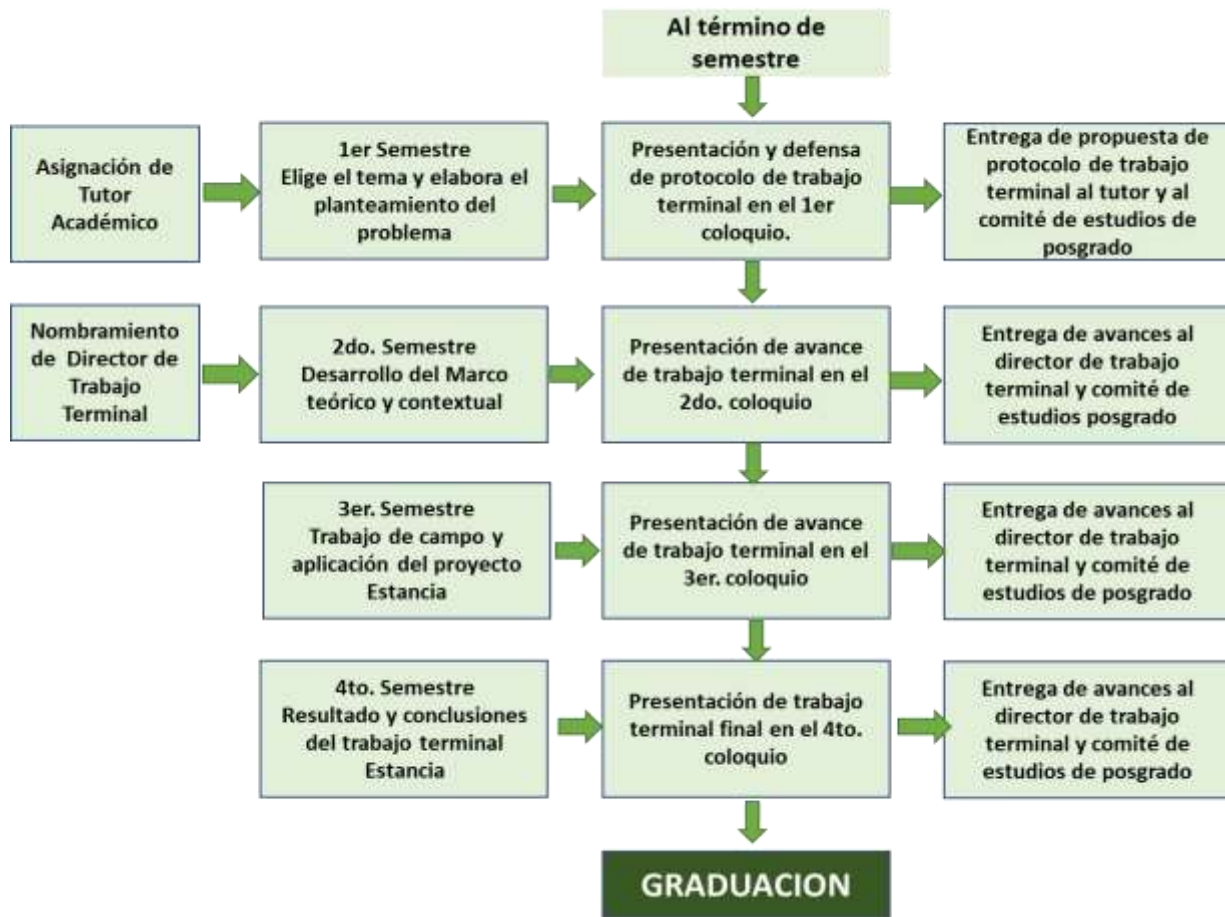 Al término de
semestre
Asignación de
Tutor
Académico
1er Semestre
Elige el tema y elabora el
planteamiento del
problema
Presentación y defensa
de protocolo de trabajo
terminal en el 1er
coloquio.
Entrega de propuesta de
protocolo de trabajo
terminal al tutor y al
comité de estudios de
posgrado
Nombramiento
de Director de
Trabajo
Terminal
2do. Semestre
Desarrollo del Marco
teórico y contextual
Presentación de avance
de trabajo terminal en el
2do. coloquio
Entrega de avances al
director de trabajo
terminal y comité de
estudios posgrado
3er. Semestre
Trabajo de campo y
aplicación del proyecto
Estancia
Presentación de avance
de trabajo terminal en el
3er. coloquio
Entrega de avances al
director de trabajo
terminal y comité de
estudios de posgrado
4to. Semestre
Resultado y conclusiones
del trabajo terminal
Estancia
Presentación de trabajo
terminal final en el 4to.
coloquio
Entrega de avances al
director de trabajo
terminal y comité de
estudios de posgrado
GRADUACION